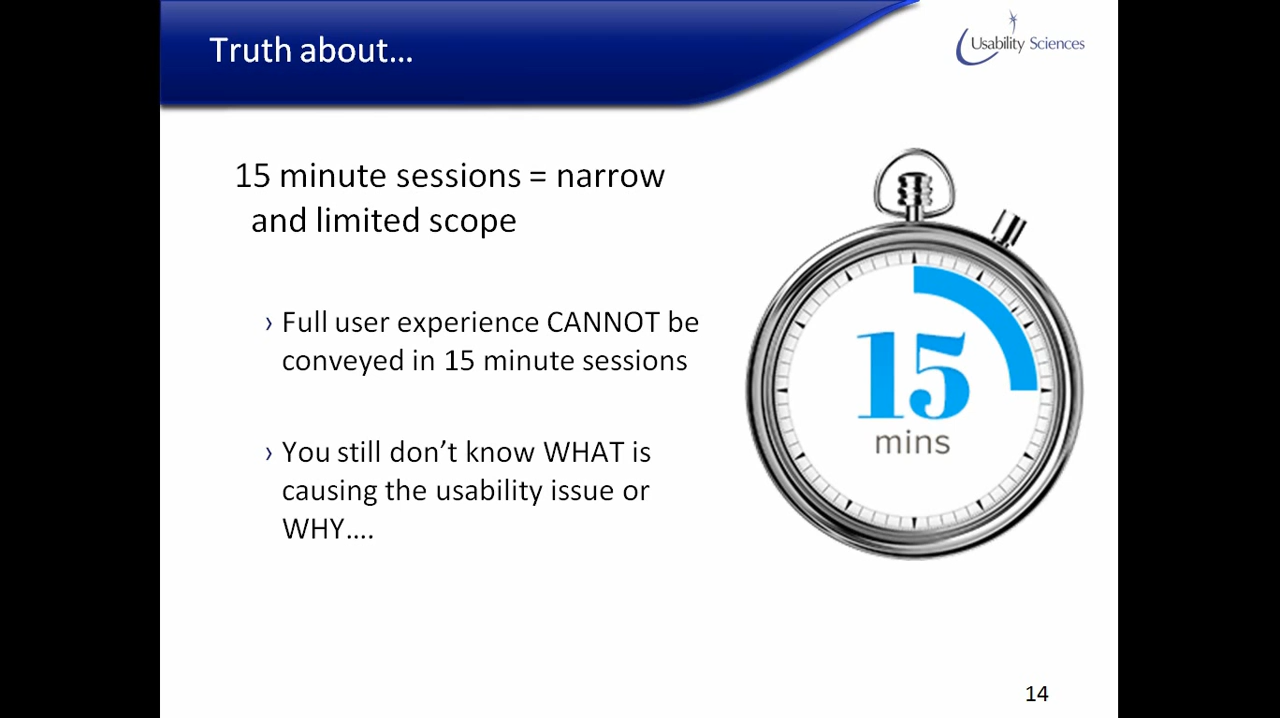 Truth about...
Usability Sciences
15 minute sessions = narrow
and limited scope
› Full user experience CANNOT be
conveyed in 15 minute sessions
› You still don’t know WHAT is
causing the usability issue or
WHY....
15
mins
14